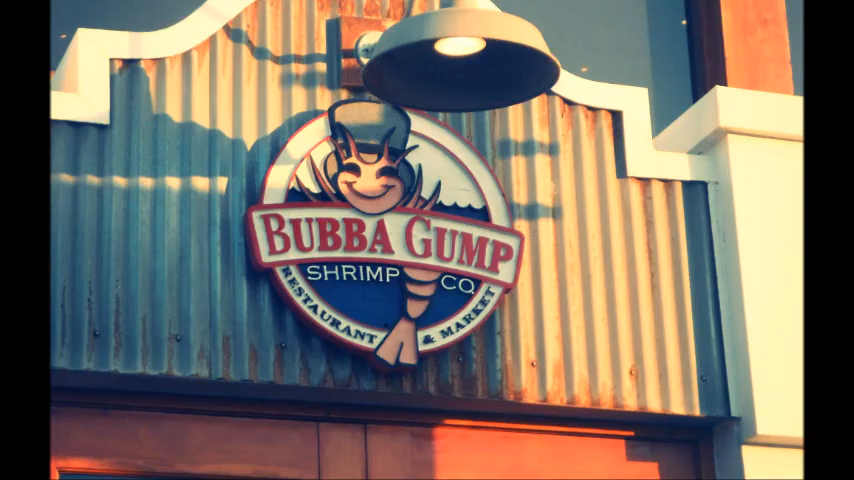 BUBBA GUMP
SHRIMP CO.
RESTAURANT & MARKET